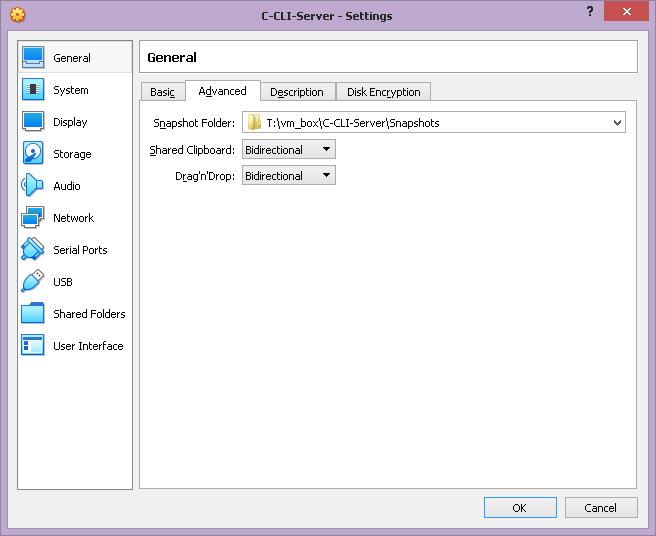 C-CLI-Server - Settings
?
General
System
Display
Storage
Audio
Network
Serial Ports
USB
Shared Folders
User Interface
General
Basic Advanced Description Disk Encryption
Snapshot Folder: T:\vm_box\C-CLI-Server\Snapshots
Shared Clipboard: Bidirectional
Drag'n'Drop: Bidirectional
OK Cancel